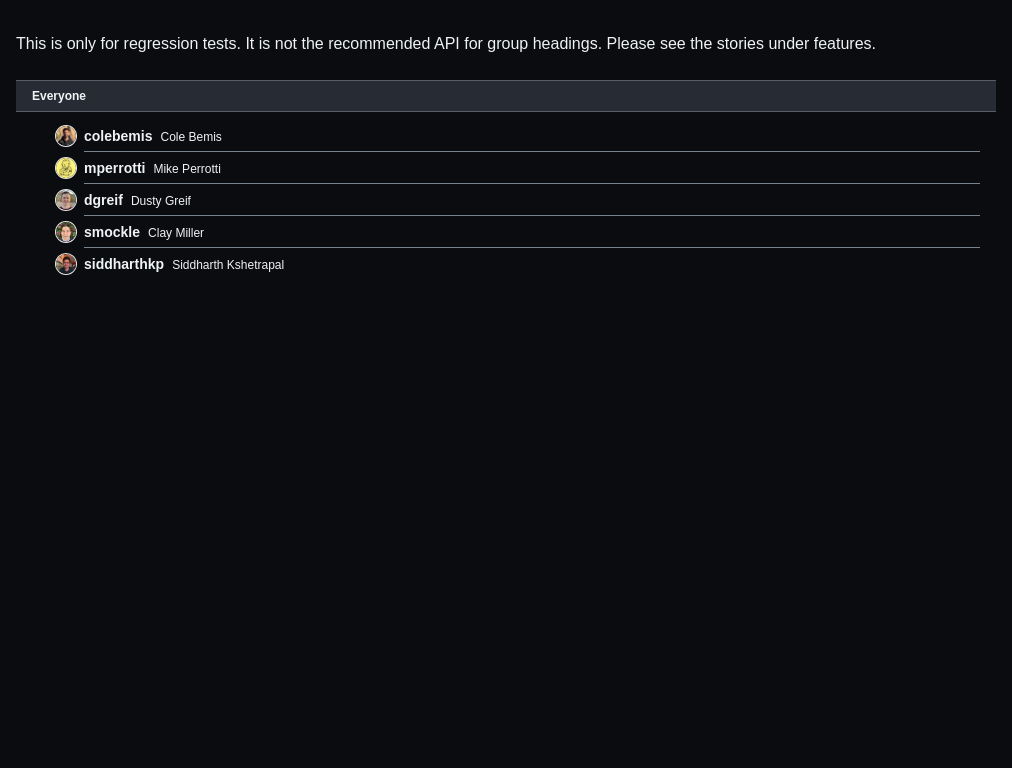 This is only for regression tests. It is not the recommended API for group headings. Please see the stories under features.
Everyone
colebemis Cole Bemis
mperrotti Mike Perrotti
dgreif Dusty Greif
smockle Clay Miller
siddharthkp Siddharth Kshetrapal